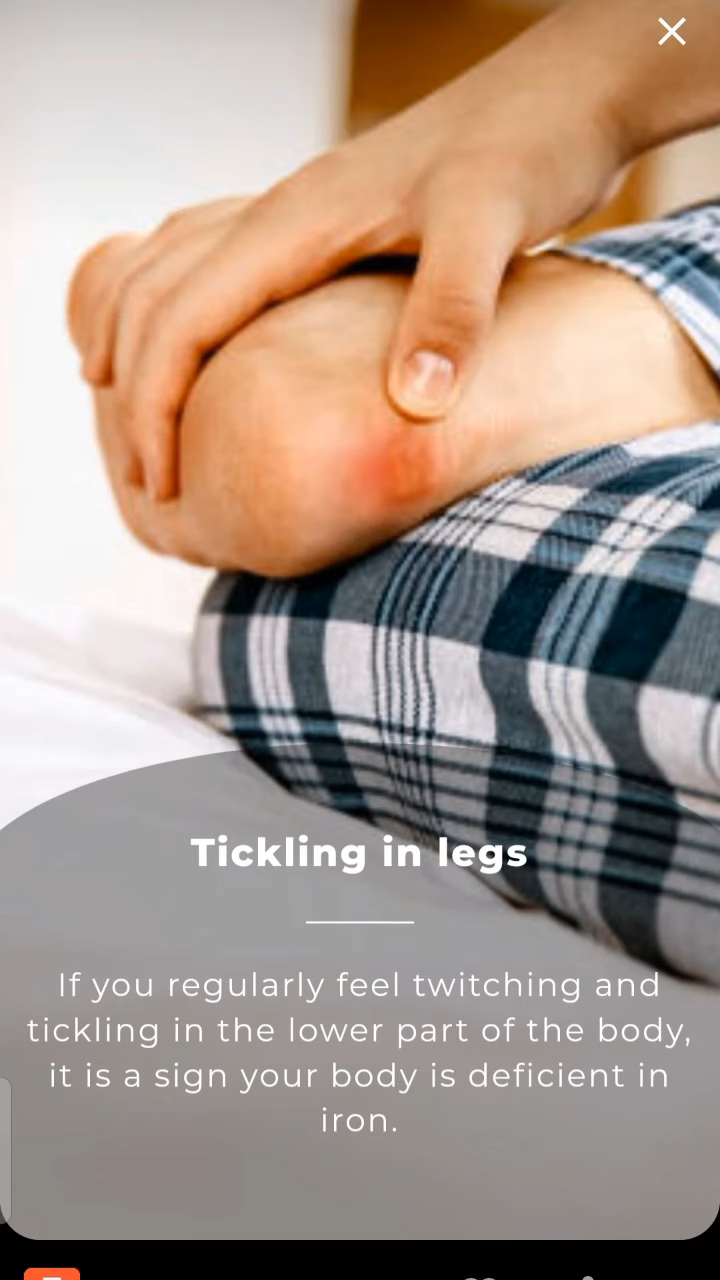 Tickling in legs
If you regularly feel twitching and
tickling in the lower part of the body,
it is a sign your body is deficient in
iron.